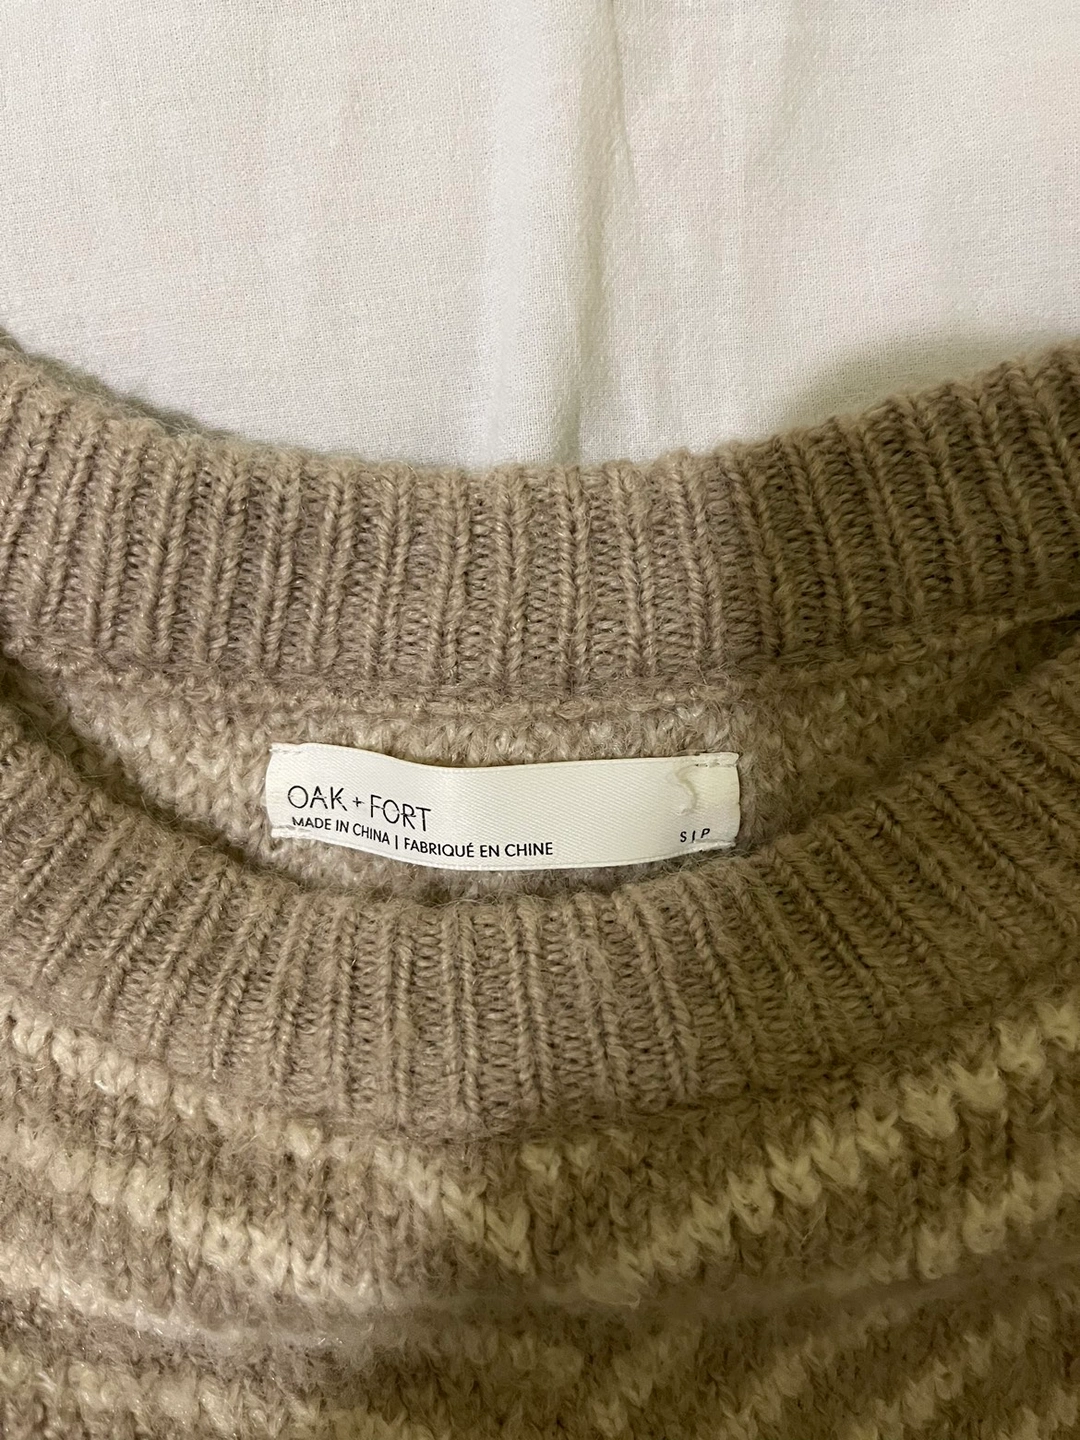 OAK + FORT
MADE IN CHINA | FABRIQUÉ EN CHINE
S | P